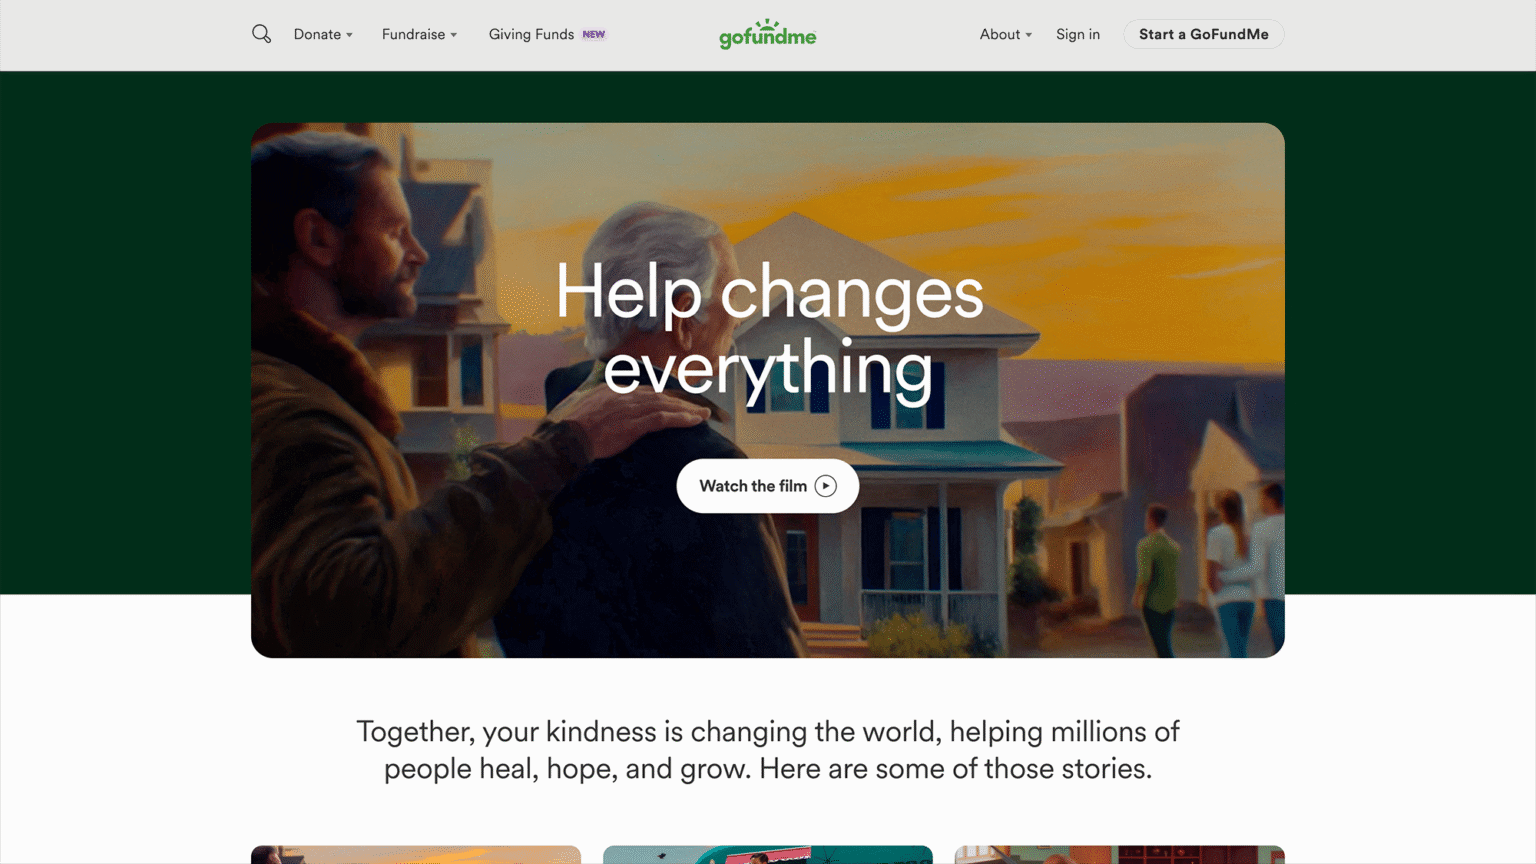 Donate
Fundraise
Giving Funds NEW
gofundme
About
Sign in
Start a GoFundMe
Help changes
everything
Watch the film
Together, your kindness is changing the world, helping millions of
people heal, hope, and grow. Here are some of those stories.